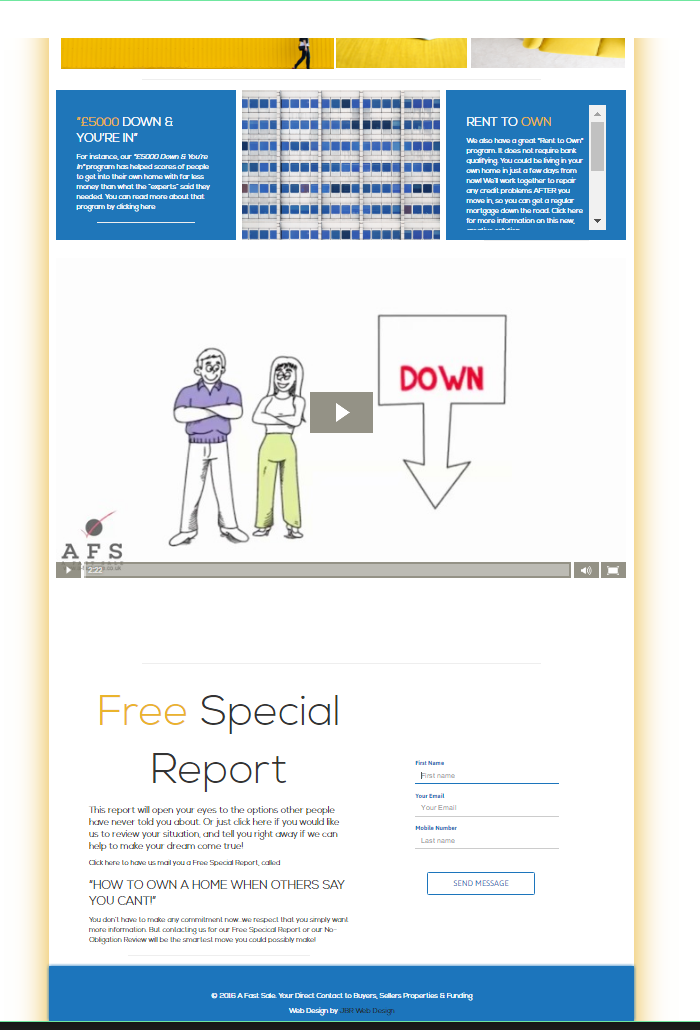 "£5000 DOWN &
YOU'RE IN"
For instance, our "£5000 Down & You're
In" program has helped scores of people
to get into their own home with far less
money than what the "experts" said they
needed. You can read more about that
program by clicking here
RENT TO OWN
We also have a great "Rent to Own"
program. It does not require bank
qualifying. You could be living in your
own home in just a few days from
now! We'll work together to repair
any credit problems AFTER you
move in, so you can get a regular
mortgage down the road. Click here
for more information on this new,
creative solution
DOWN
AFS
2:22
Free Special
Report
This report will open your eyes to the options other people
have never told you about. Or just click here if you would like
us to review your situation, and tell you right away if we can
help to make your dream come true!
Click here to have us mail you a Free Special Report, called
"HOW TO OWN A HOME WHEN OTHERS SAY
YOU CANT!"
You don't have to make any commitment now...we respect that you simply want
more information. But contacting us for our Free Specical Report or our No-
Obligation Review will be the smartest move you could possibly make!
First Name
First name
Your Email
Your Email
Mobile Number
Last name
SEND MESSAGE
© 2016 A Fast Sale. Your Direct Contact to Buyers, Sellers Properties & Funding
Web Design by JBR Web Design